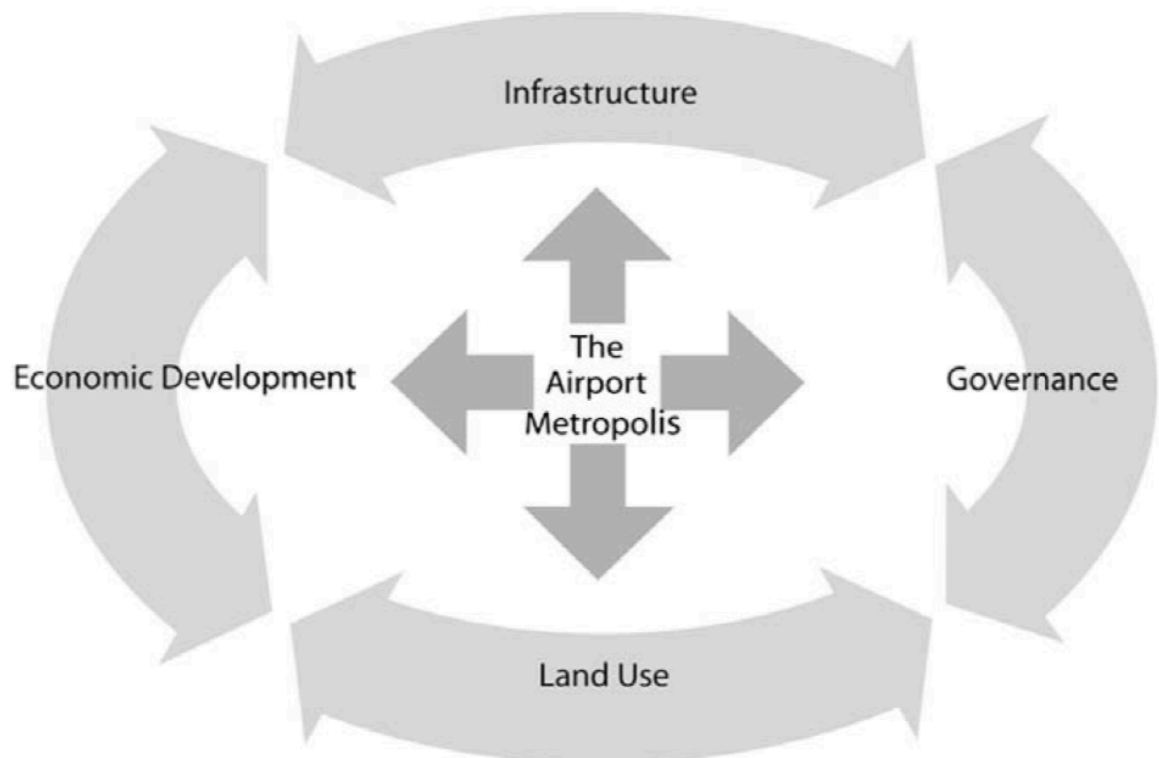 Infrastructure
Economic Development
The
Airport
Metropolis
Governance
Land Use